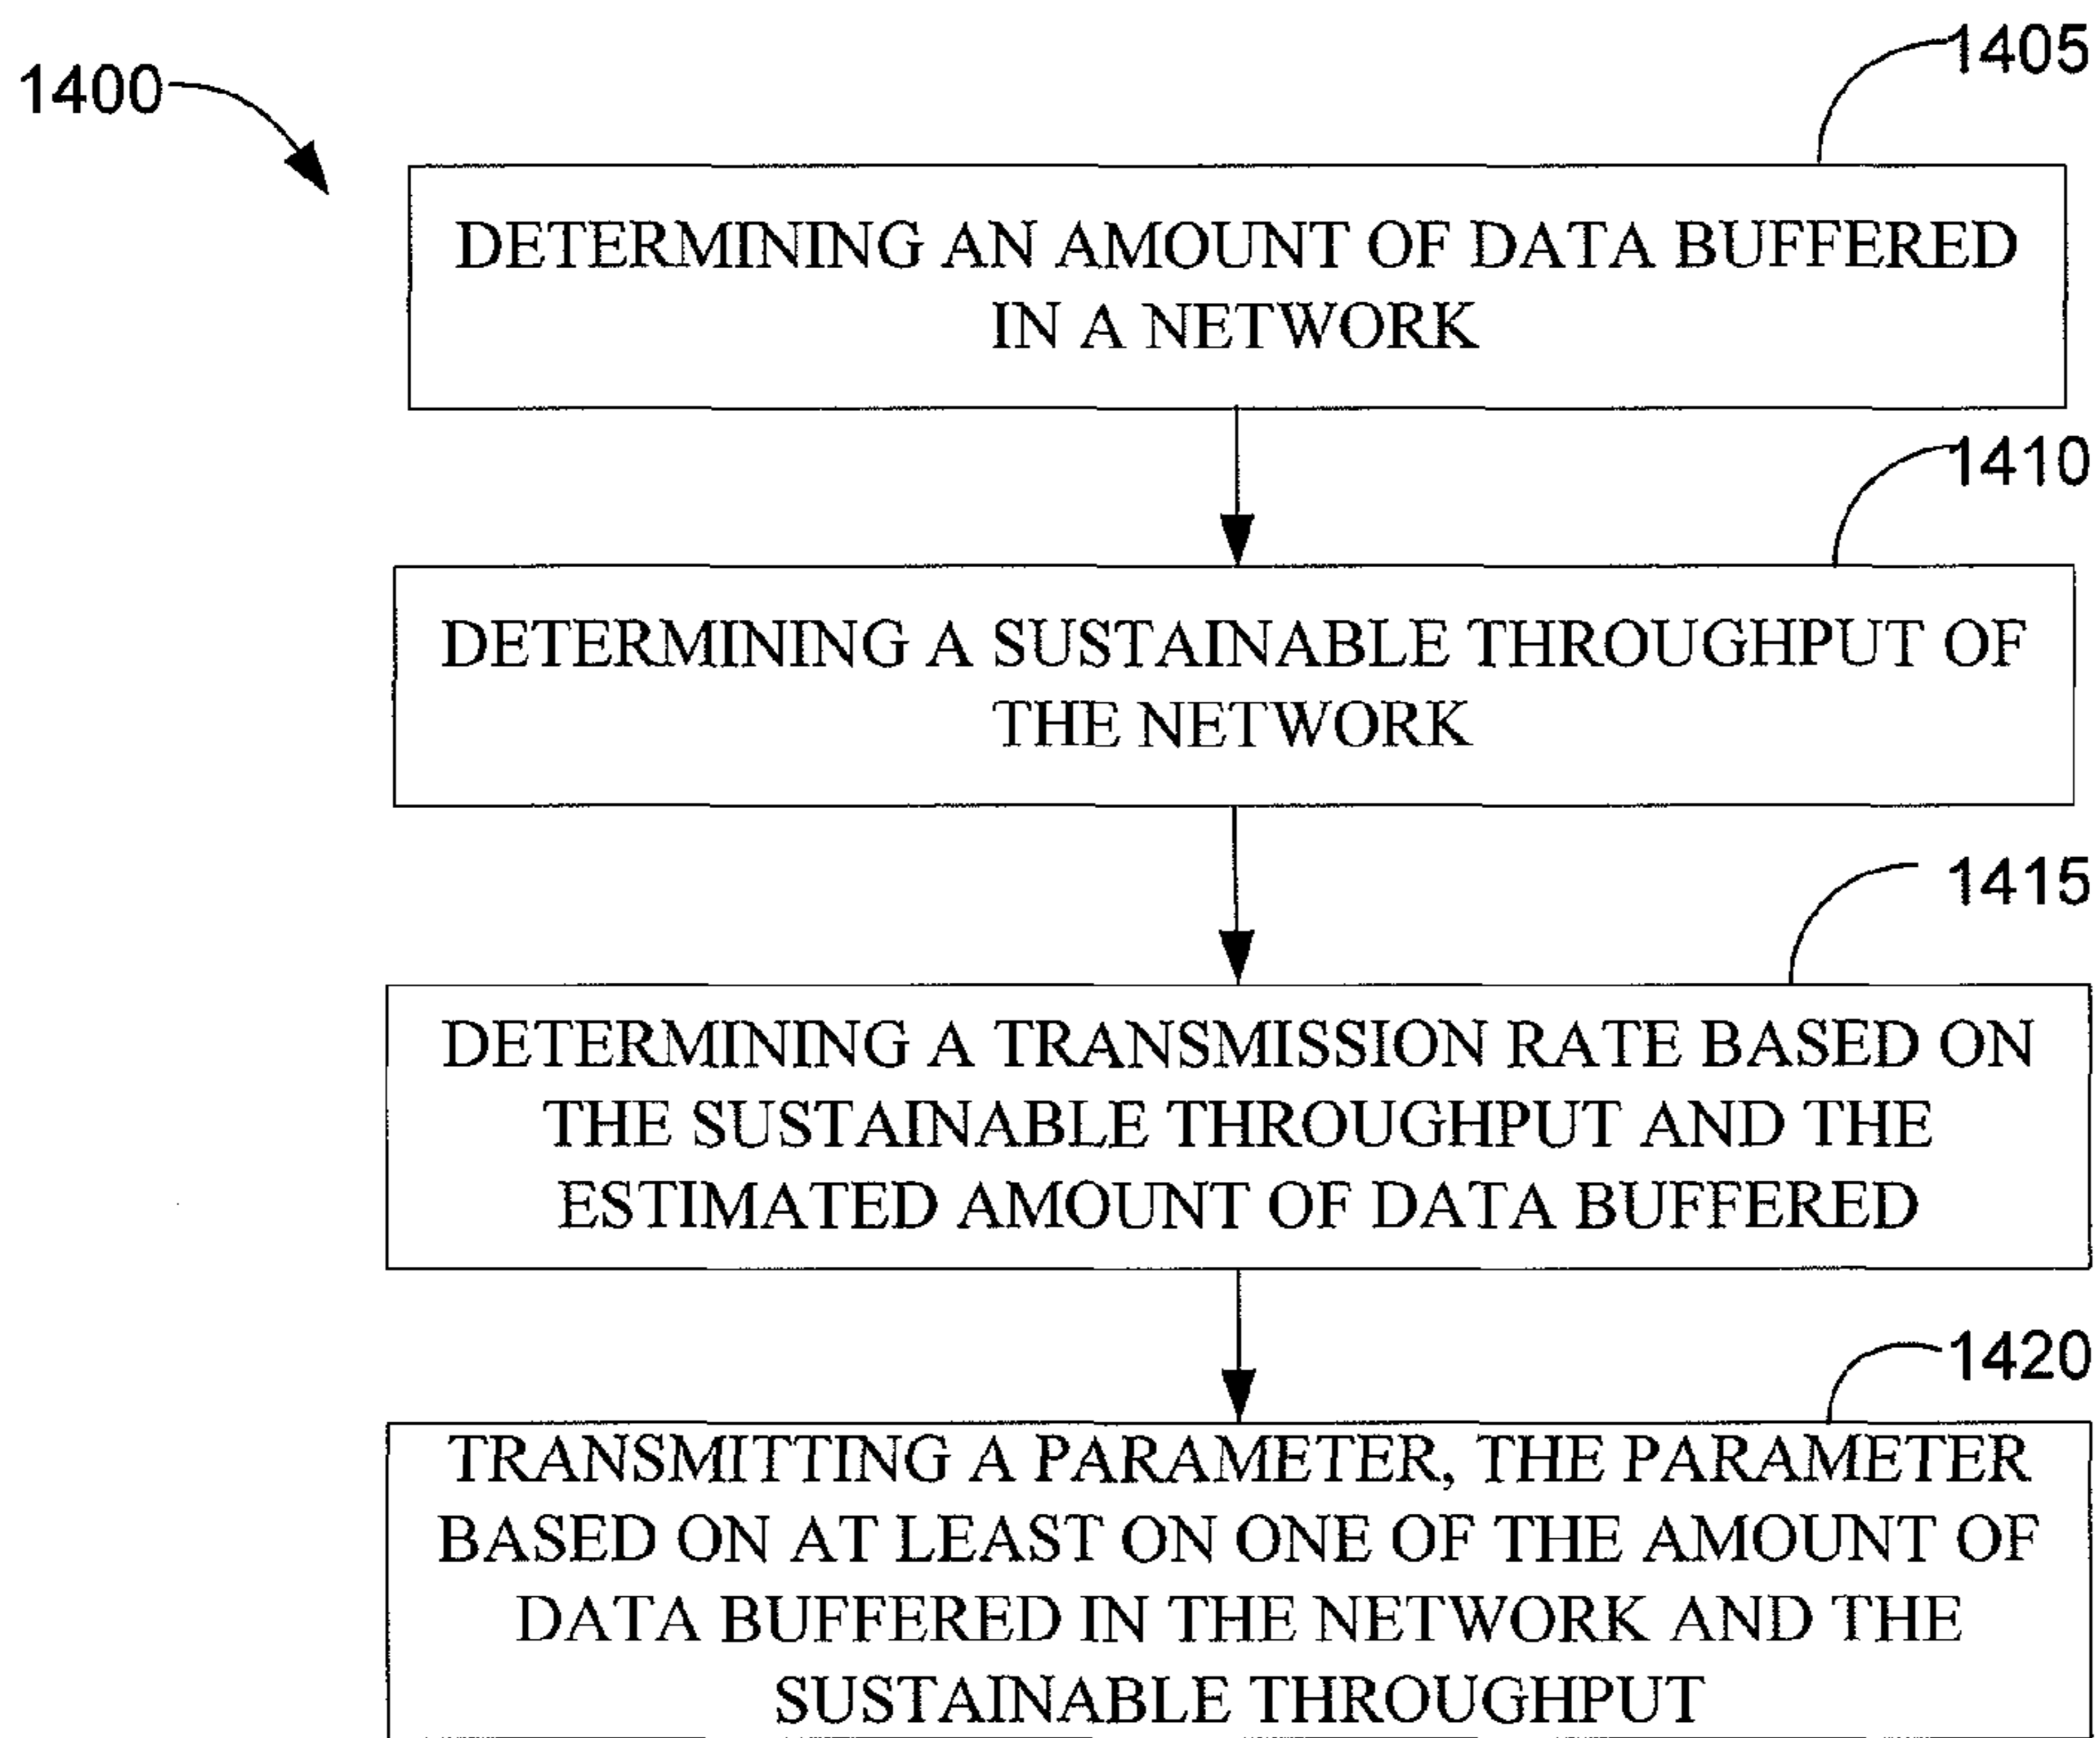 1400
1405
DETERMINING AN AMOUNT OF DATA BUFFERED
IN A NETWORK
1410
DETERMINING A SUSTAINABLE THROUGHPUT OF
THE NETWORK
1415
DETERMINING A TRANSMISSION RATE BASED ON
THE SUSTAINABLE THROUGHPUT AND THE
ESTIMATED AMOUNT OF DATA BUFFERED
1420
TRANSMITTING A PARAMETER, THE PARAMETER
BASED ON AT LEAST ON ONE OF THE AMOUNT OF
DATA BUFFERED IN THE NETWORK AND THE
SUSTAINABLE THROUGHPUT